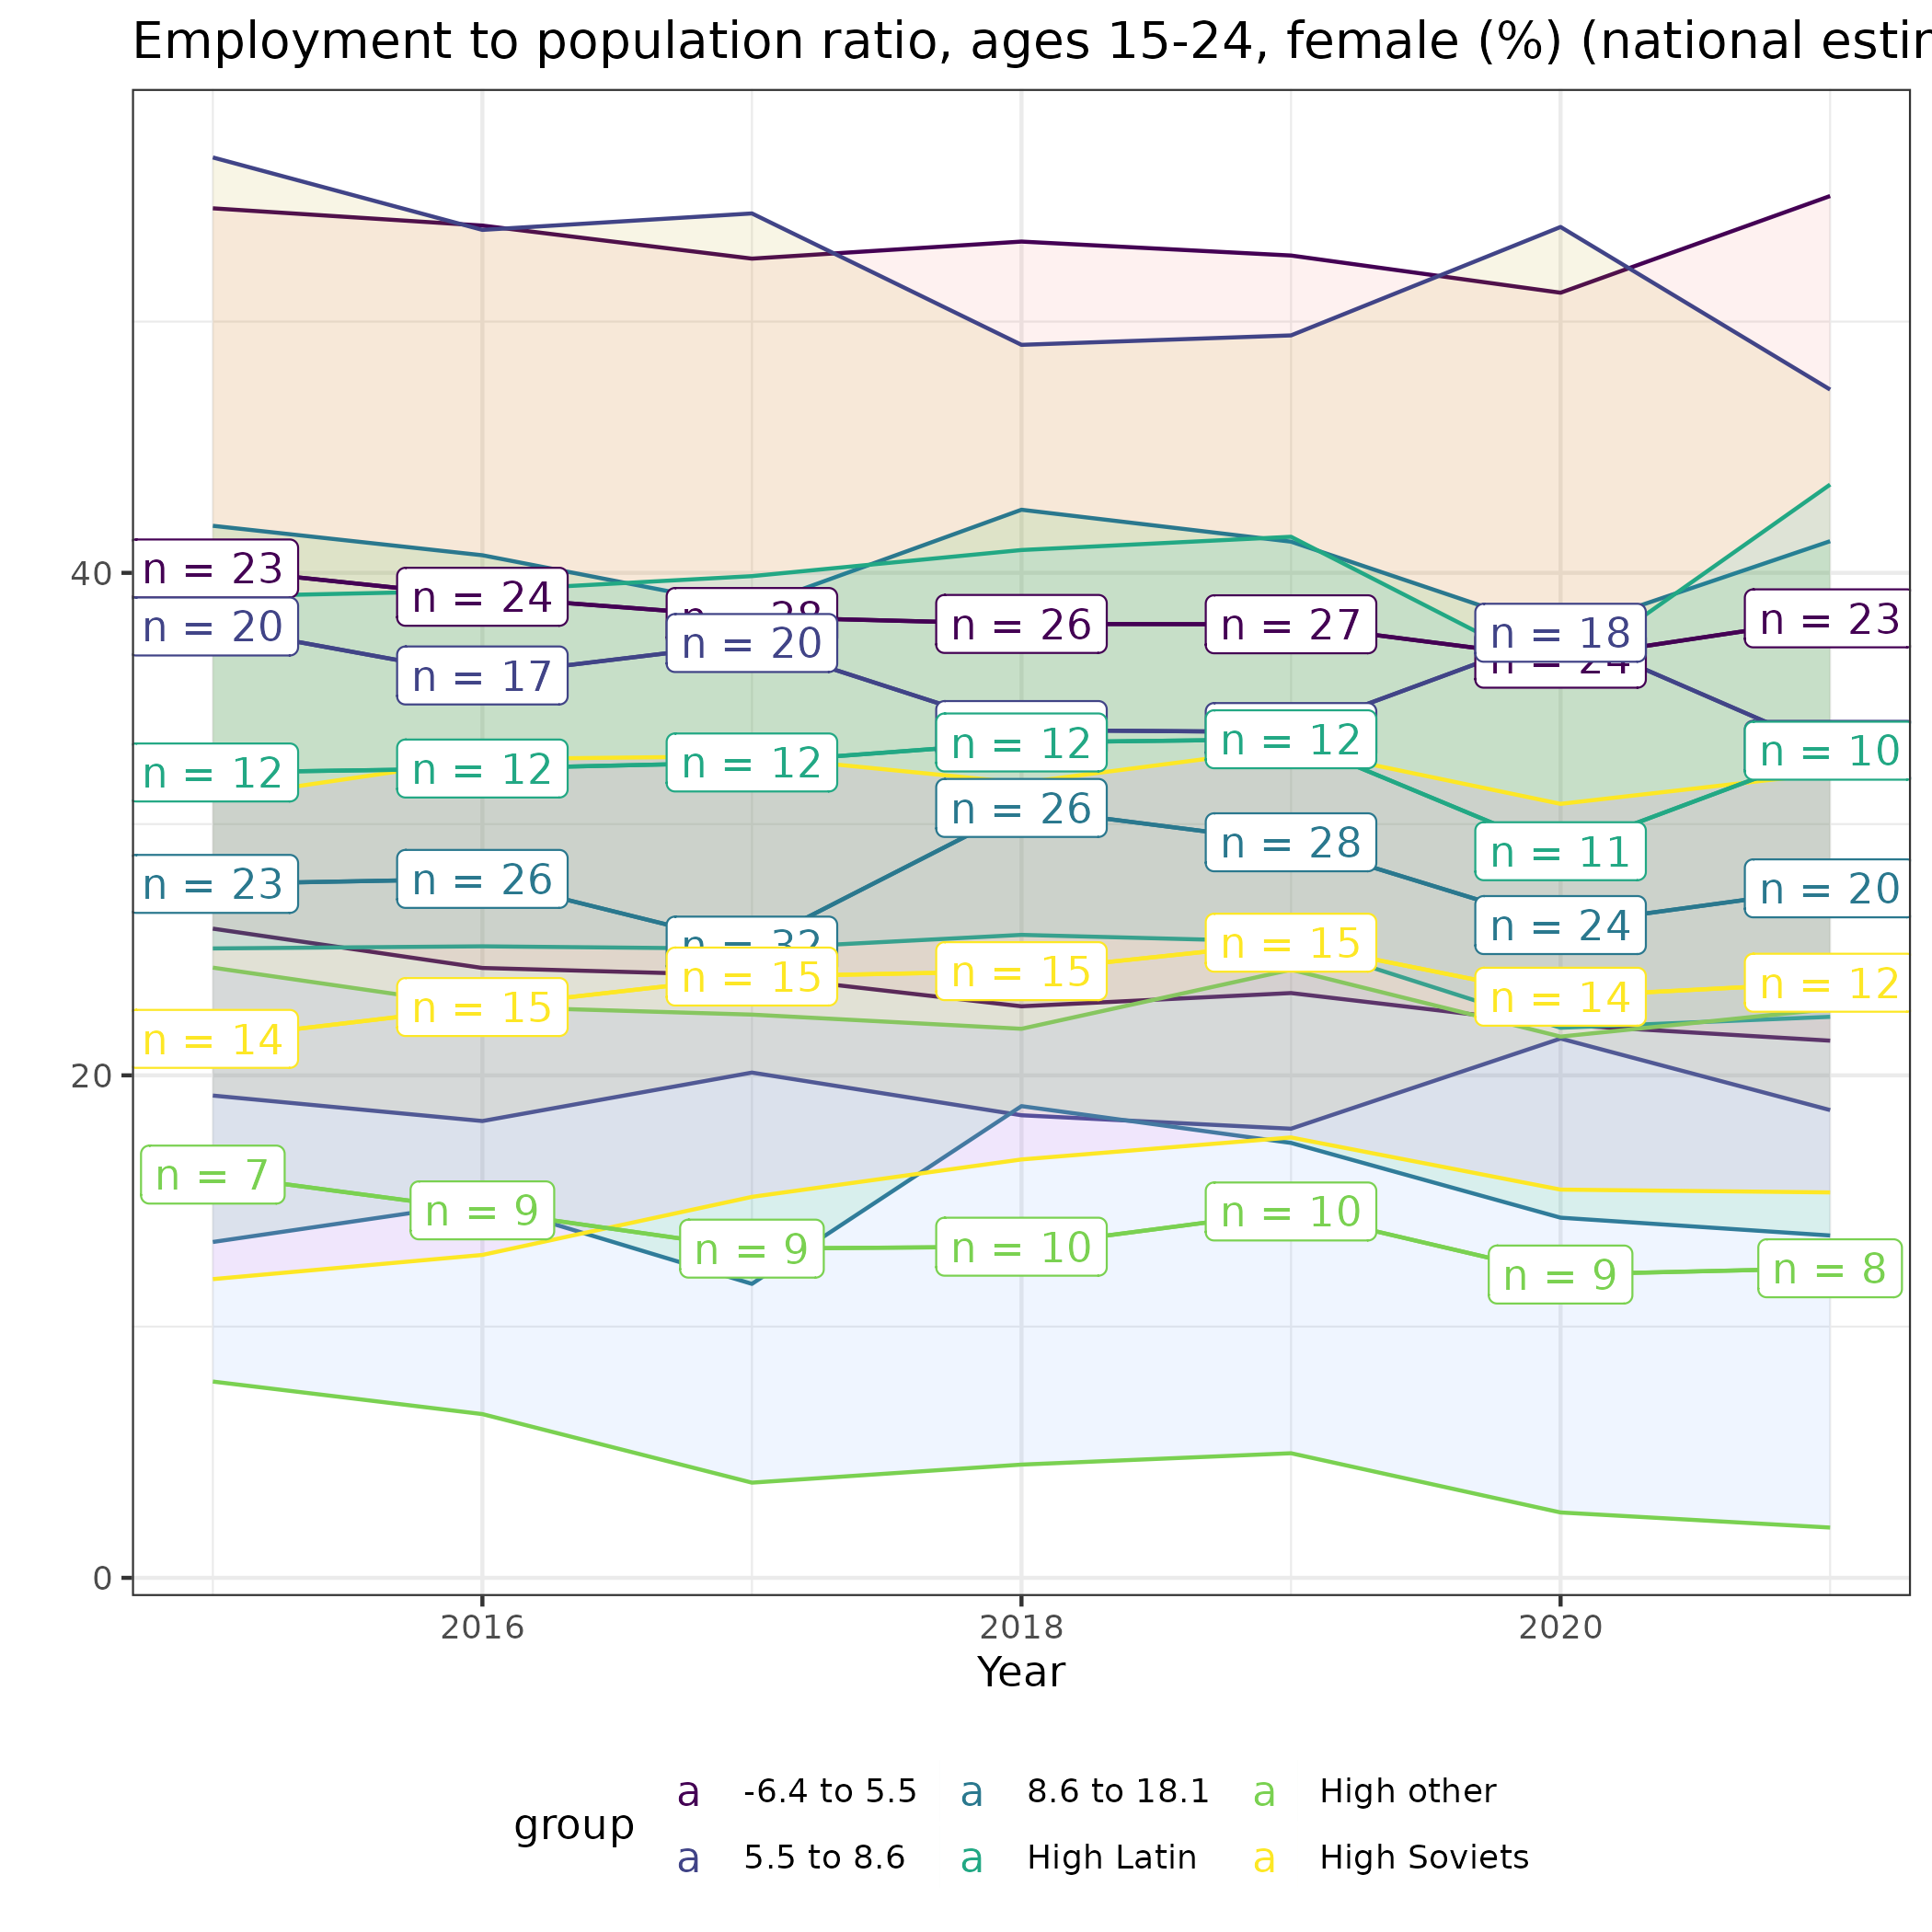 Employment to population ratio, ages 15-24, female (%) (national
40
20
0
n = 23
n = 24
n = 26
n = 27
n = 23
n = 20
n = 17
n = 20
n = 18
n = 12
n = 12
n = 12
n = 12
n = 12
n = 11
n = 10
n = 23
n = 26
n = 26
n = 28
n = 24
n = 20
n = 14
n = 15
n = 15
n = 15
n = 15
n = 14
n = 12
n = 7
n = 9
n = 9
n = 10
n = 10
n = 9
n = 8
2016 2018 2020
Year
group
a -6.4 to 5.5 a 8.6 to 18.1 a High other
a 5.5 to 8.6 a High Latin a High Soviets